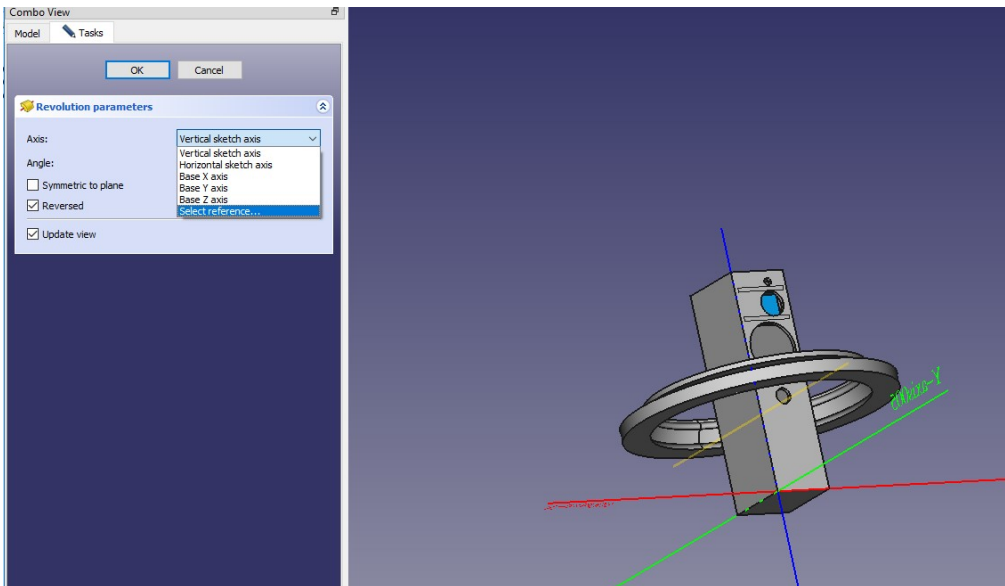 Combo View
Model
Tasks
OK
Cancel
Revolution parameters
Axis:
Vertical sketch axis
Vertical sketch axis
Horizontal sketch axis
Base X axis
Base Y axis
Base Z axis
Select reference...
Angle:
Symmetric to plane
Reversed
Update view